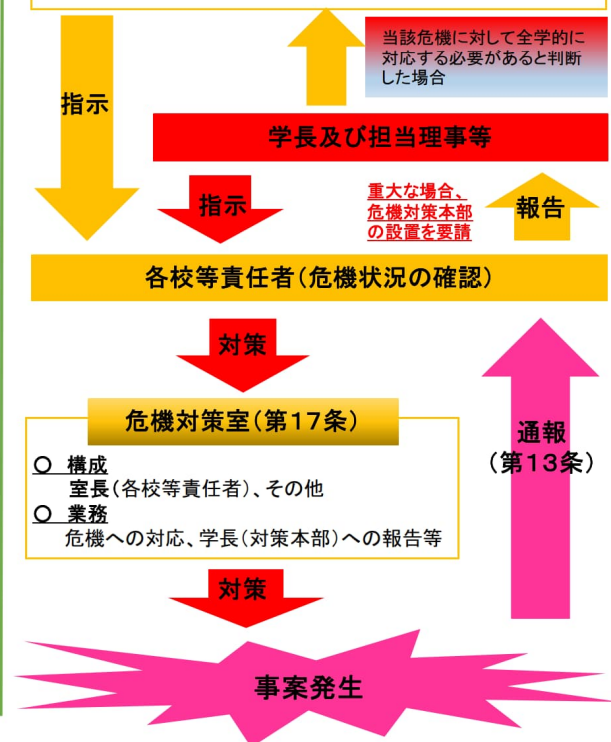 当該危機に対して全学的に
対応する必要があると判断
した場合
指示
学長及び担当理事等
指示
重大な場合、
危機対策本部
の設置を要請
報告
各校等責任者(危機状況の確認)
対策
危機対策室(第17条)
○ 構成
室長(各校等責任者)、その他
○ 業務
危機への対応、学長(対策本部)への報告等
通報
(第13条)
対策
事案発生